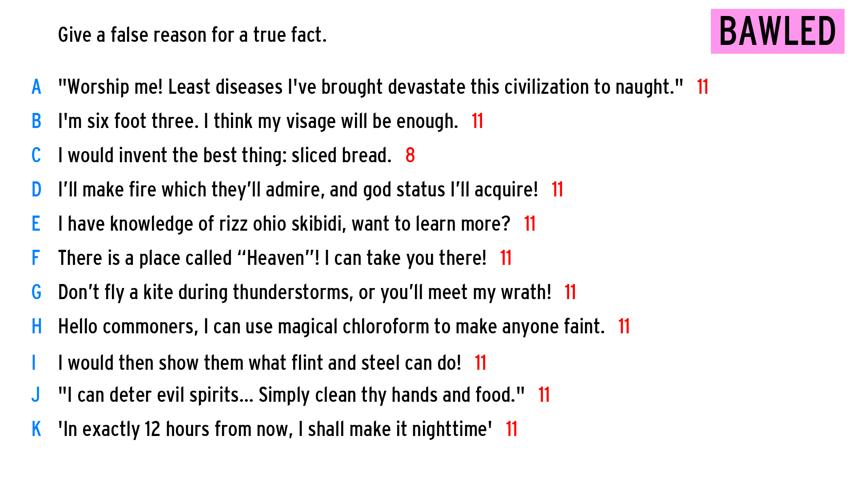 Give a false reason for a true fact.
BAWLED
A "Worship me! Least diseases I've brought devastate this civilization to naught." 11
B I'm six foot three. I think my visage will be enough. 11
C I would invent the best thing: sliced bread. 8
D I’ll make fire which they’ll admire, and god status I’ll acquire! 11
E I have knowledge of rizz ohio skibidi, want to learn more? 11
F There is a place called “Heaven”! I can take you there! 11
G Don’t fly a kite during thunderstorms, or you’ll meet my wrath! 11
H Hello commoners, I can use magical chloroform to make anyone faint. 11
I I would then show them what flint and steel can do! 11
J "I can deter evil spirits... Simply clean thy hands and food." 11
K 'In exactly 12 hours from now, I shall make it nighttime' 11